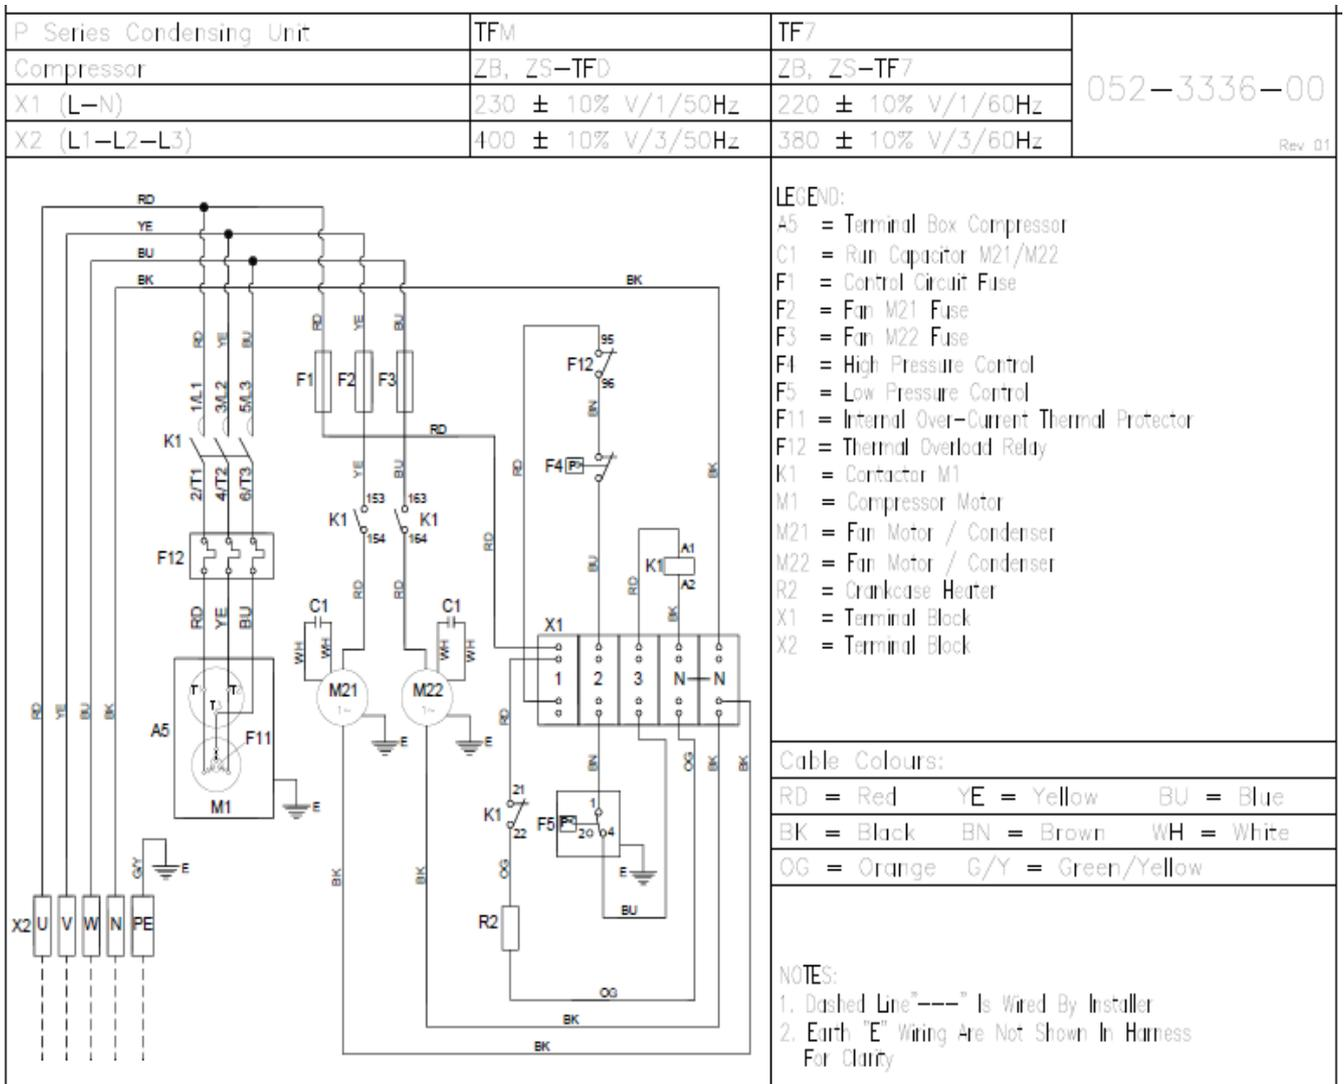 P Series Condensing Unit TFM TF7
Compressor ZB, ZS-TFD ZB, ZS-TF7
052-3336-00
X1 (L-N) 230 ± 10% V/1/50Hz 220 ± 10% V/1/60Hz
X2 (L1-L2-L3) 400 ± 10% V/3/50Hz 380 ± 10% V/3/60Hz
Rev 01
RD
YE
BU
BK BK
RD YE BU
RD YE BU
1/L1 3/L2 5/L3
K1
2/T1 4/T2 6/T3
F12
RD YE BU
T1 T2
T3
A5
F11
M1
E
F1 F2 F3
RD
YE BU
153 163
K1 K1
154 164
RD RD
C1 C1
WH WH WH WH
M21 M22
1~ 1~
E E
BK BK
95
F12
96
BN
F4 P>
RD
BK
RD
BU
RD
A1
K1
A2
BK
X1
1 2 3 N N
RD
BN
OG BK BK
21
K1
22
OG
R2
F5 P<
1
2 4
E
BU
OG
BK
BK
RD YE BU BK
G/Y
E
X2 U V W N PE
LEGEND:
A5 = Terminal Box Compressor
C1 = Run Capacitor M21/M22
F1 = Control Circuit Fuse
F2 = Fan M21 Fuse
F3 = Fan M22 Fuse
F4 = High Pressure Control
F5 = Low Pressure Control
F11 = Internal Over-Current Thermal Protector
F12 = Thermal Overload Relay
K1 = Contactor M1
M1 = Compressor Motor
M21 = Fan Motor / Condenser
M22 = Fan Motor / Condenser
R2 = Crankcase Heater
X1 = Terminal Block
X2 = Terminal Block
Cable Colours:
RD = Red YE = Yellow BU = Blue
BK = Black BN = Brown WH = White
OG = Orange G/Y = Green/Yellow
NOTES:
1. Dashed Line"---" Is Wired By Installer
2. Earth "E" Wiring Are Not Shown In Harness
For Clarity